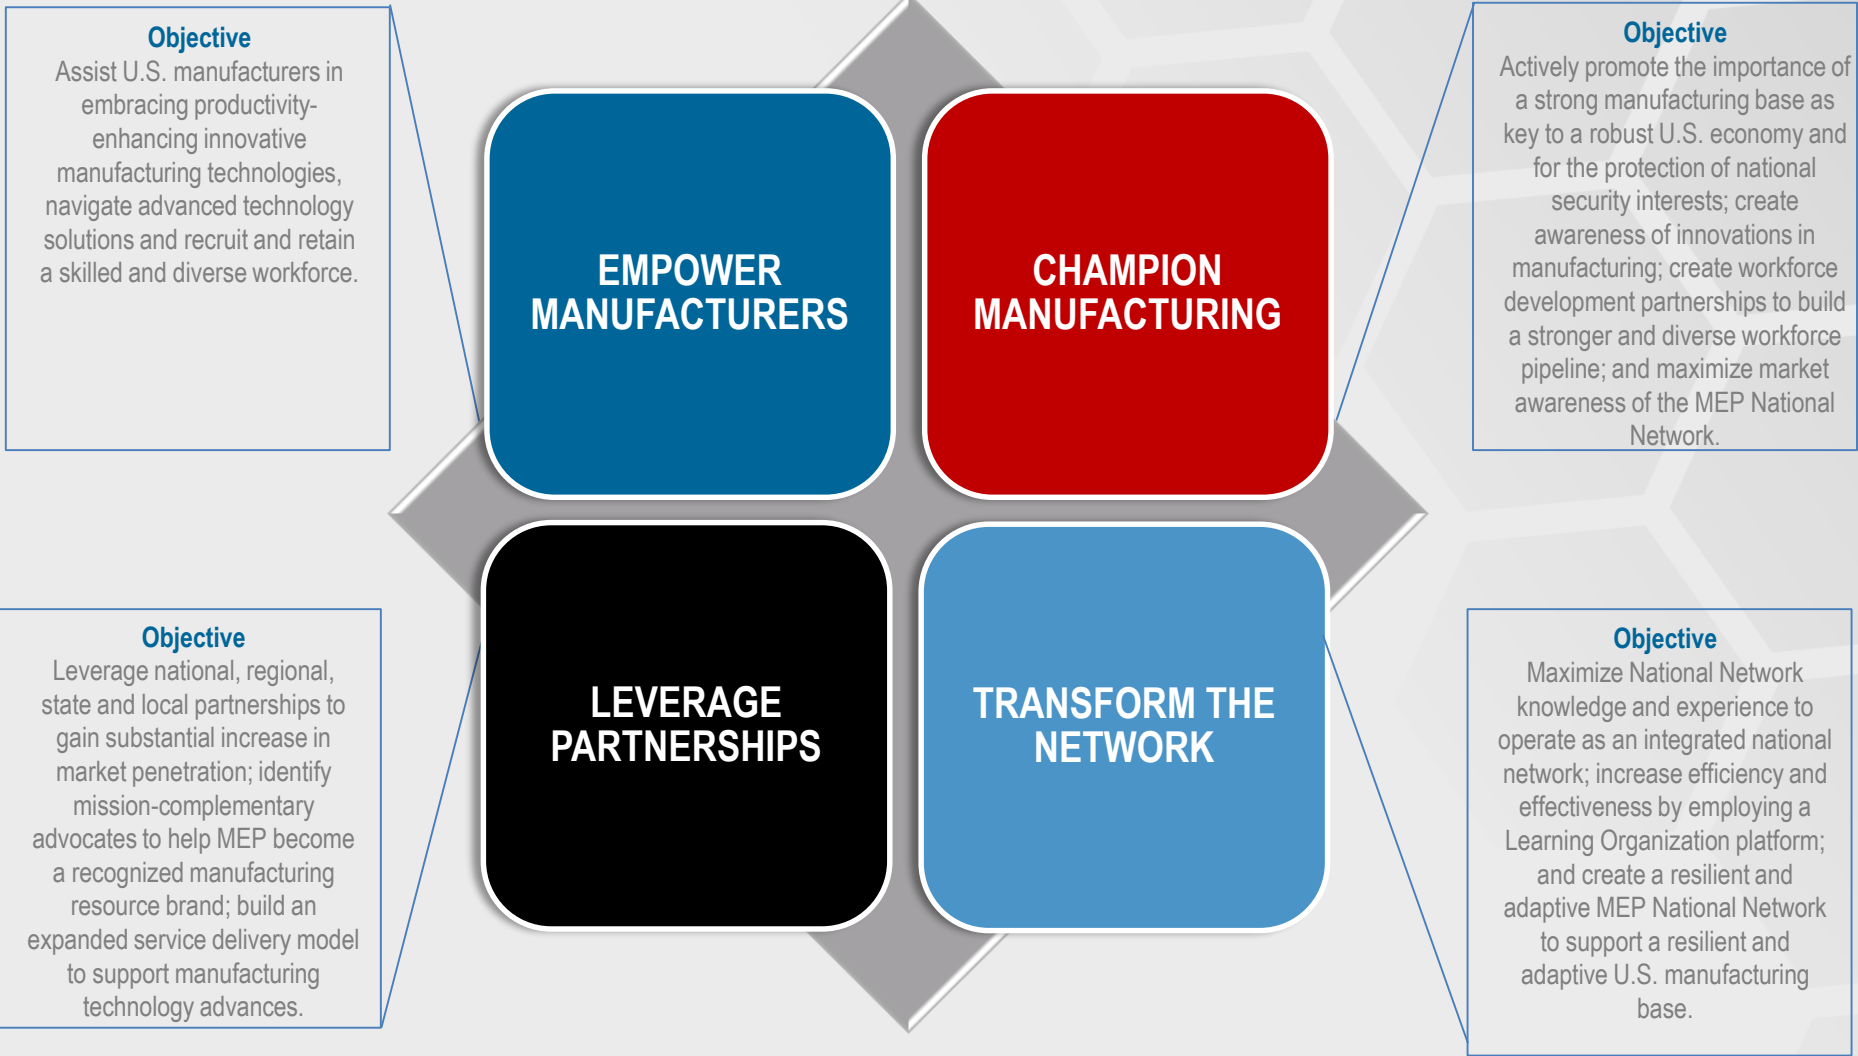 Objective
Assist U.S. manufacturers in
embracing productivity-
enhancing innovative
manufacturing technologies,
navigate advanced technology
solutions and recruit and retain
a skilled and diverse workforce.
EMPOWER
MANUFACTURERS
CHAMPION
MANUFACTURING
Objective
Actively promote the importance of
a strong manufacturing base as
key to a robust U.S. economy and
for the protection of national
security interests; create
awareness of innovations in
manufacturing; create workforce
development partnerships to build
a stronger and diverse workforce
pipeline; and maximize market
awareness of the MEP National
Network.
Objective
Leverage national, regional,
state and local partnerships to
gain substantial increase in
market penetration; identify
mission-complementary
advocates to help MEP become
a recognized manufacturing
resource brand; build an
expanded service delivery model
to support manufacturing
technology advances.
LEVERAGE
PARTNERSHIPS
TRANSFORM THE
NETWORK
Objective
Maximize National Network
knowledge and experience to
operate as an integrated national
network; increase efficiency and
effectiveness by employing a
Learning Organization platform;
and create a resilient and
adaptive MEP National Network
to support a resilient and
adaptive U.S. manufacturing
base.